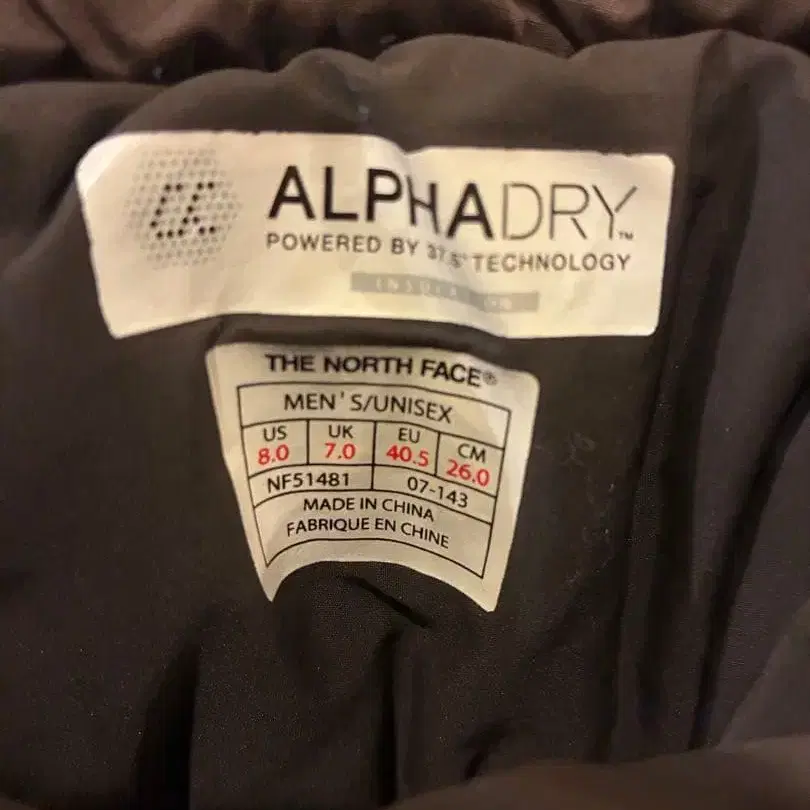 ALPHADRY™
POWERED BY 37.5° TECHNOLOGY
INSULATION
THE NORTH FACE®
MEN'S/UNISEX
US UK EU CM
8.0 7.0 40.5 26.0
NF51481 07-143
MADE IN CHINA
FABRIQUE EN CHINE